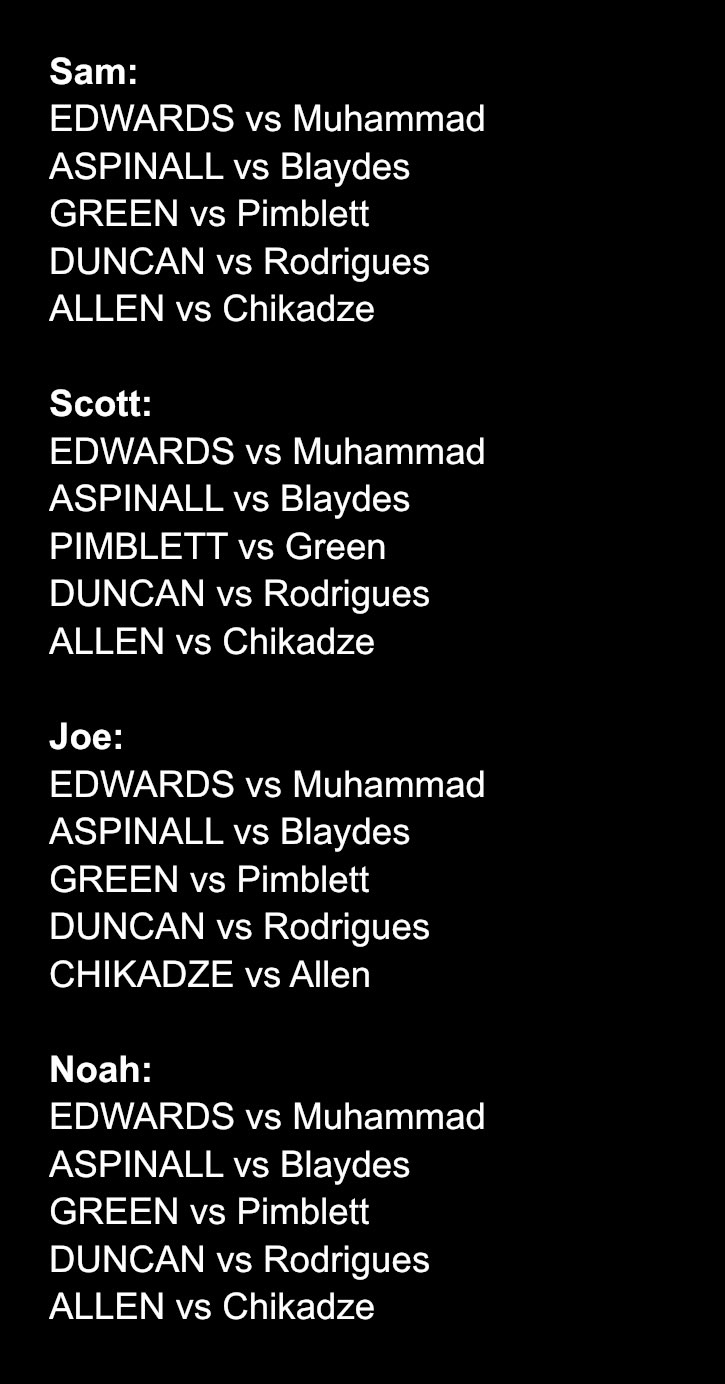 Sam:
EDWARDS vs Muhammad
ASPINALL vs Blaydes
GREEN vs Pimblett
DUNCAN vs Rodrigues
ALLEN vs Chikadze
Scott:
EDWARDS vs Muhammad
ASPINALL vs Blaydes
PIMBLETT vs Green
DUNCAN vs Rodrigues
ALLEN vs Chikadze
Joe:
EDWARDS vs Muhammad
ASPINALL vs Blaydes
GREEN vs Pimblett
DUNCAN vs Rodrigues
CHIKADZE vs Allen
Noah:
EDWARDS vs Muhammad
ASPINALL vs Blaydes
GREEN vs Pimblett
DUNCAN vs Rodrigues
ALLEN vs Chikadze